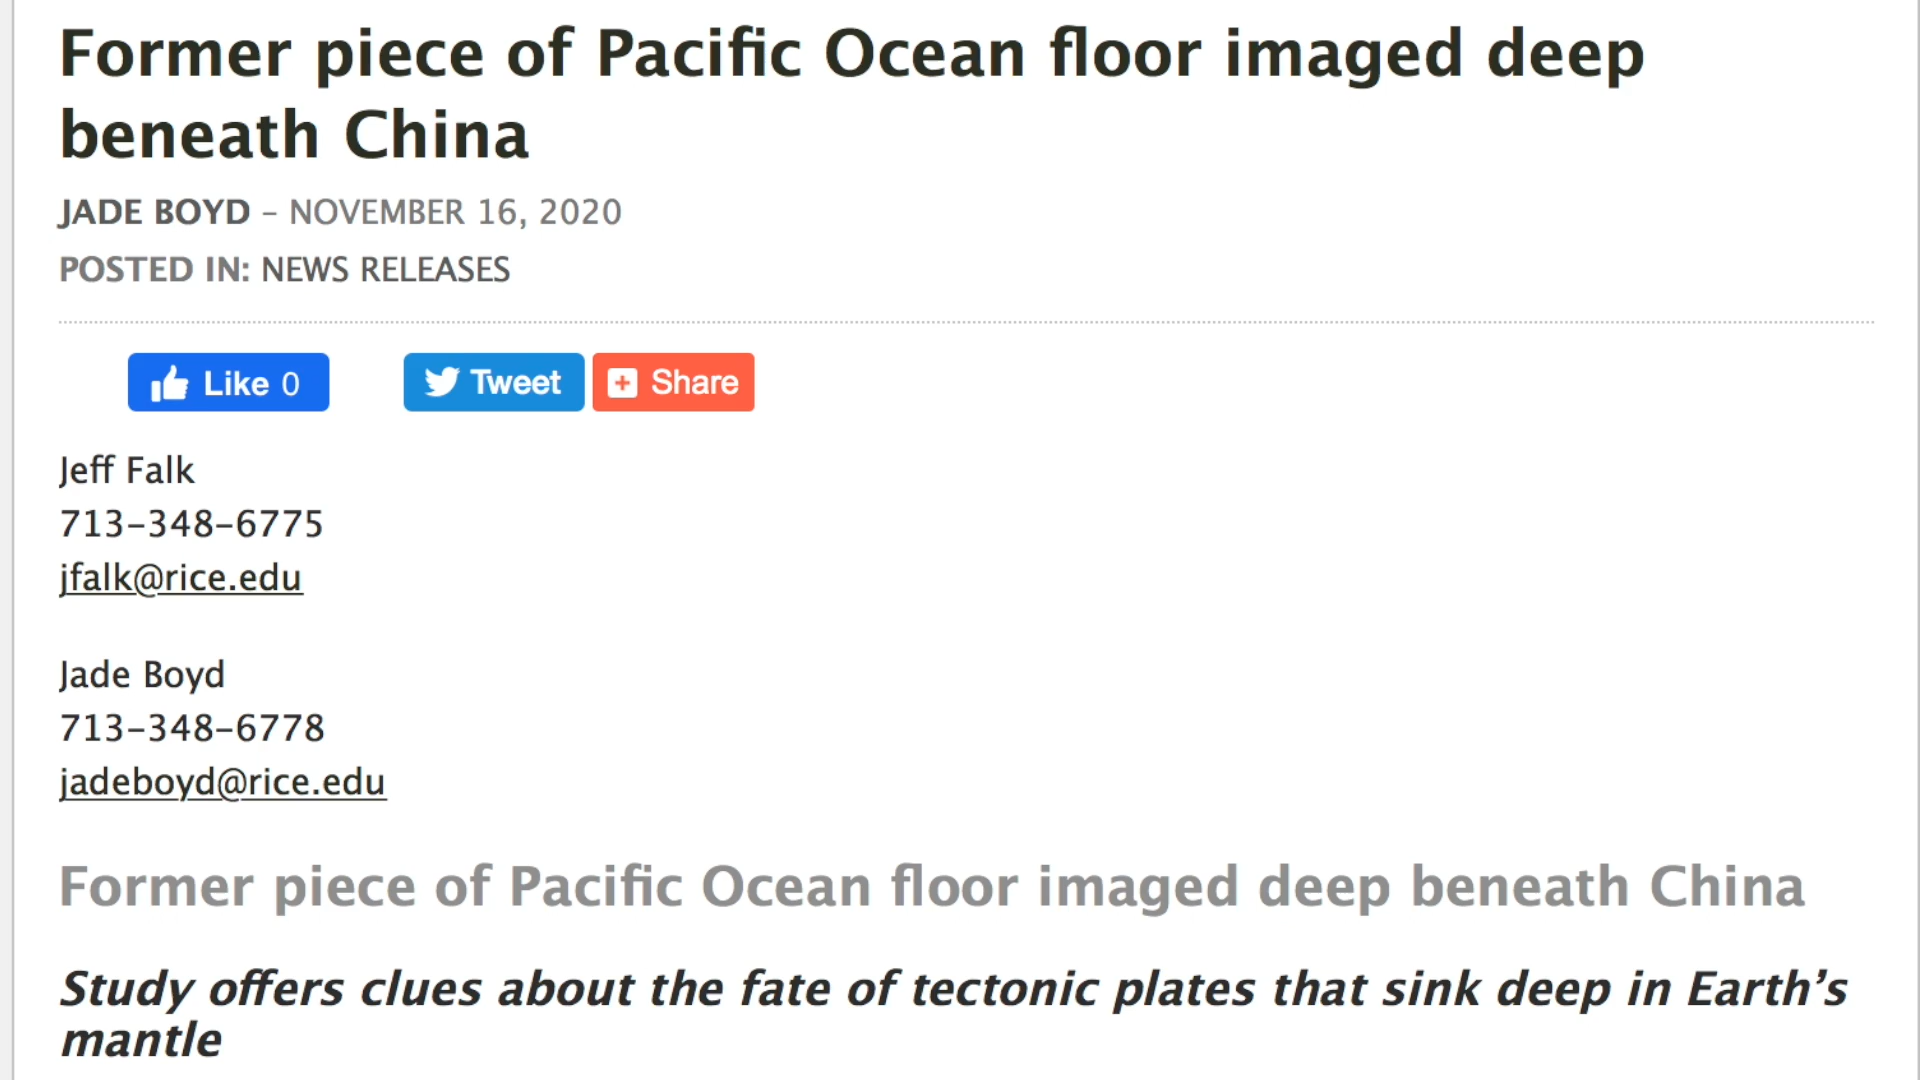 Former piece of Pacific Ocean floor imaged deep
beneath China
JADE BOYD – NOVEMBER 16, 2020
POSTED IN: NEWS RELEASES
Like 0
Tweet
Share
Jeff Falk
713-348-6775
jfalk@rice.edu
Jade Boyd
713-348-6778
jadeboyd@rice.edu
Former piece of Pacific Ocean floor imaged deep beneath China
Study offers clues about the fate of tectonic plates that sink deep in Earth’s
mantle